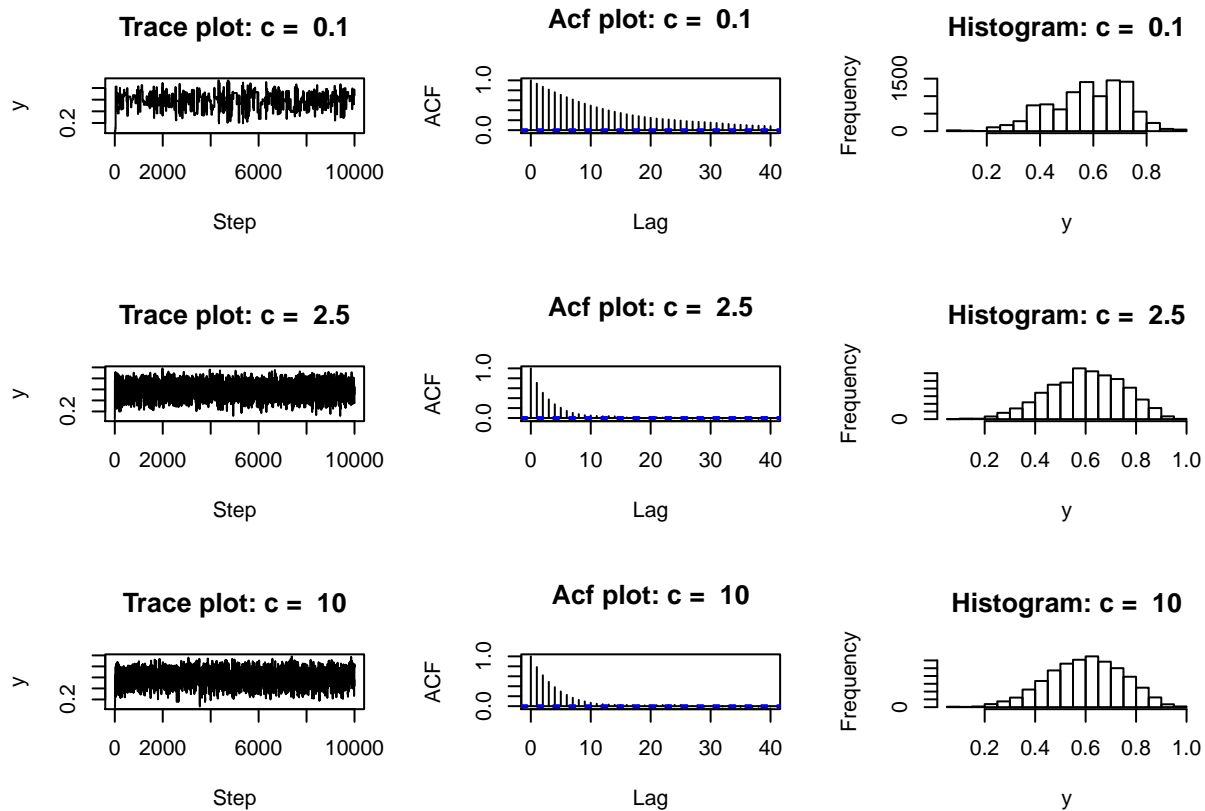 Trace plot: c =  0.1
y
0.2
0 2000 6000 10000
Step
Acf plot: c =  0.1
ACF
0.0 1.0
0 10 20 30 40
Lag
Histogram: c =  0.1
Frequency
0 1500
0.2 0.4 0.6 0.8
y
Trace plot: c =  2.5
y
0.2
0 2000 6000 10000
Step
Acf plot: c =  2.5
ACF
0.0 1.0
0 10 20 30 40
Lag
Histogram: c =  2.5
Frequency
0
0.2 0.4 0.6 0.8 1.0
y
Trace plot: c =  10
y
0.2
0 2000 6000 10000
Step
Acf plot: c =  10
ACF
0.0 1.0
0 10 20 30 40
Lag
Histogram: c =  10
Frequency
0
0.2 0.4 0.6 0.8 1.0
y